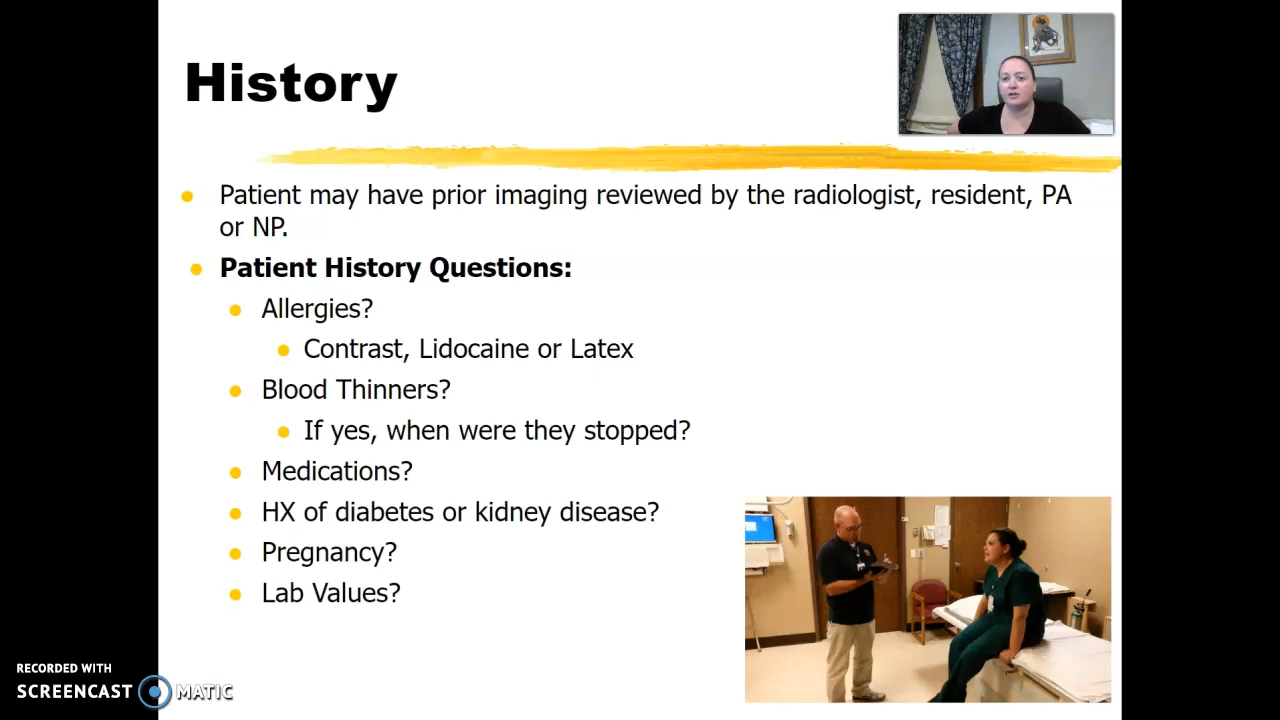 History
Patient may have prior imaging reviewed by the radiologist, resident, PA
or NP.
Patient History Questions:
Allergies?
Contrast, Lidocaine or Latex
Blood Thinners?
If yes, when were they stopped?
Medications?
HX of diabetes or kidney disease?
Pregnancy?
Lab Values?
RECORDED WITH
SCREENCAST MATIC